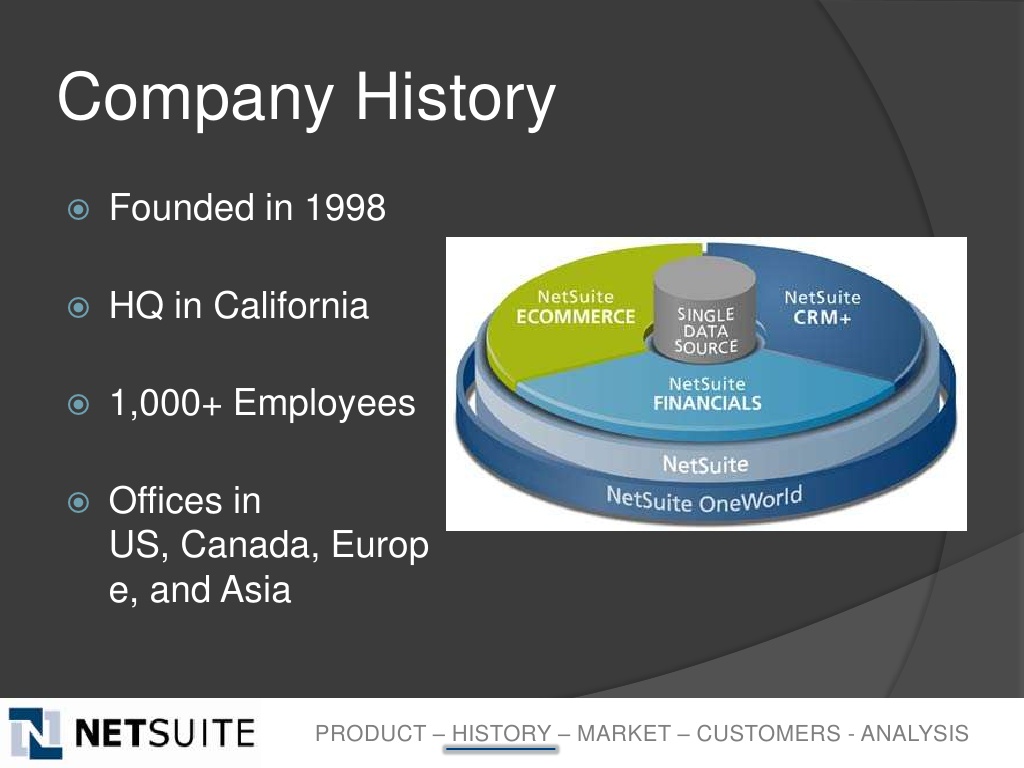 Company History
Founded in 1998
HQ in California
1,000+ Employees
Offices in
US, Canada, Europ
e, and Asia
NetSuite
ECOMMERCE
SINGLE
DATA
SOURCE
NetSuite
CRM+
NetSuite
FINANCIALS
NetSuite
NetSuite OneWorld
NETSUITE
PRODUCT – HISTORY – MARKET – CUSTOMERS - ANALYSIS